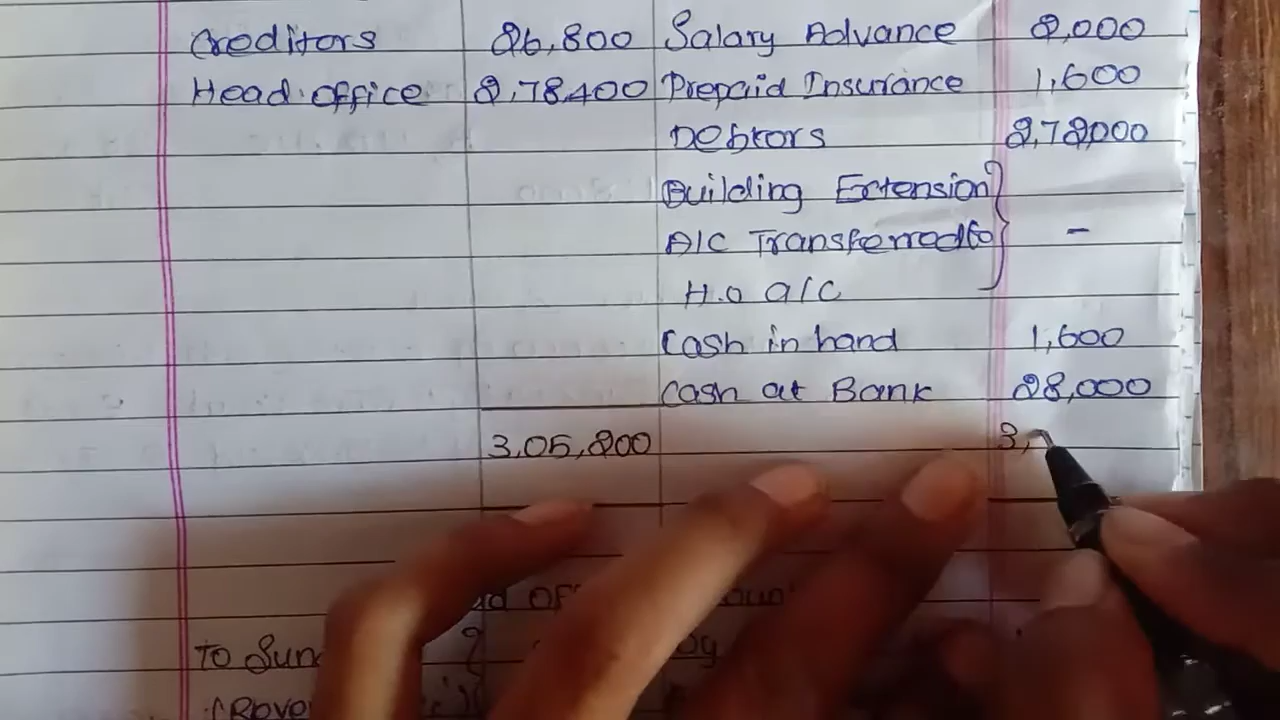 Creditors 26,800 Salary Advance 2,000
Head office 2,78,400 Prepaid Insurance 1,600
Debtors 2,72,000
Building Extension
A/C Transferred to -
H.O a/c
Cash in hand 1,600
Cash at Bank 28,000
3,05,200 3,
To